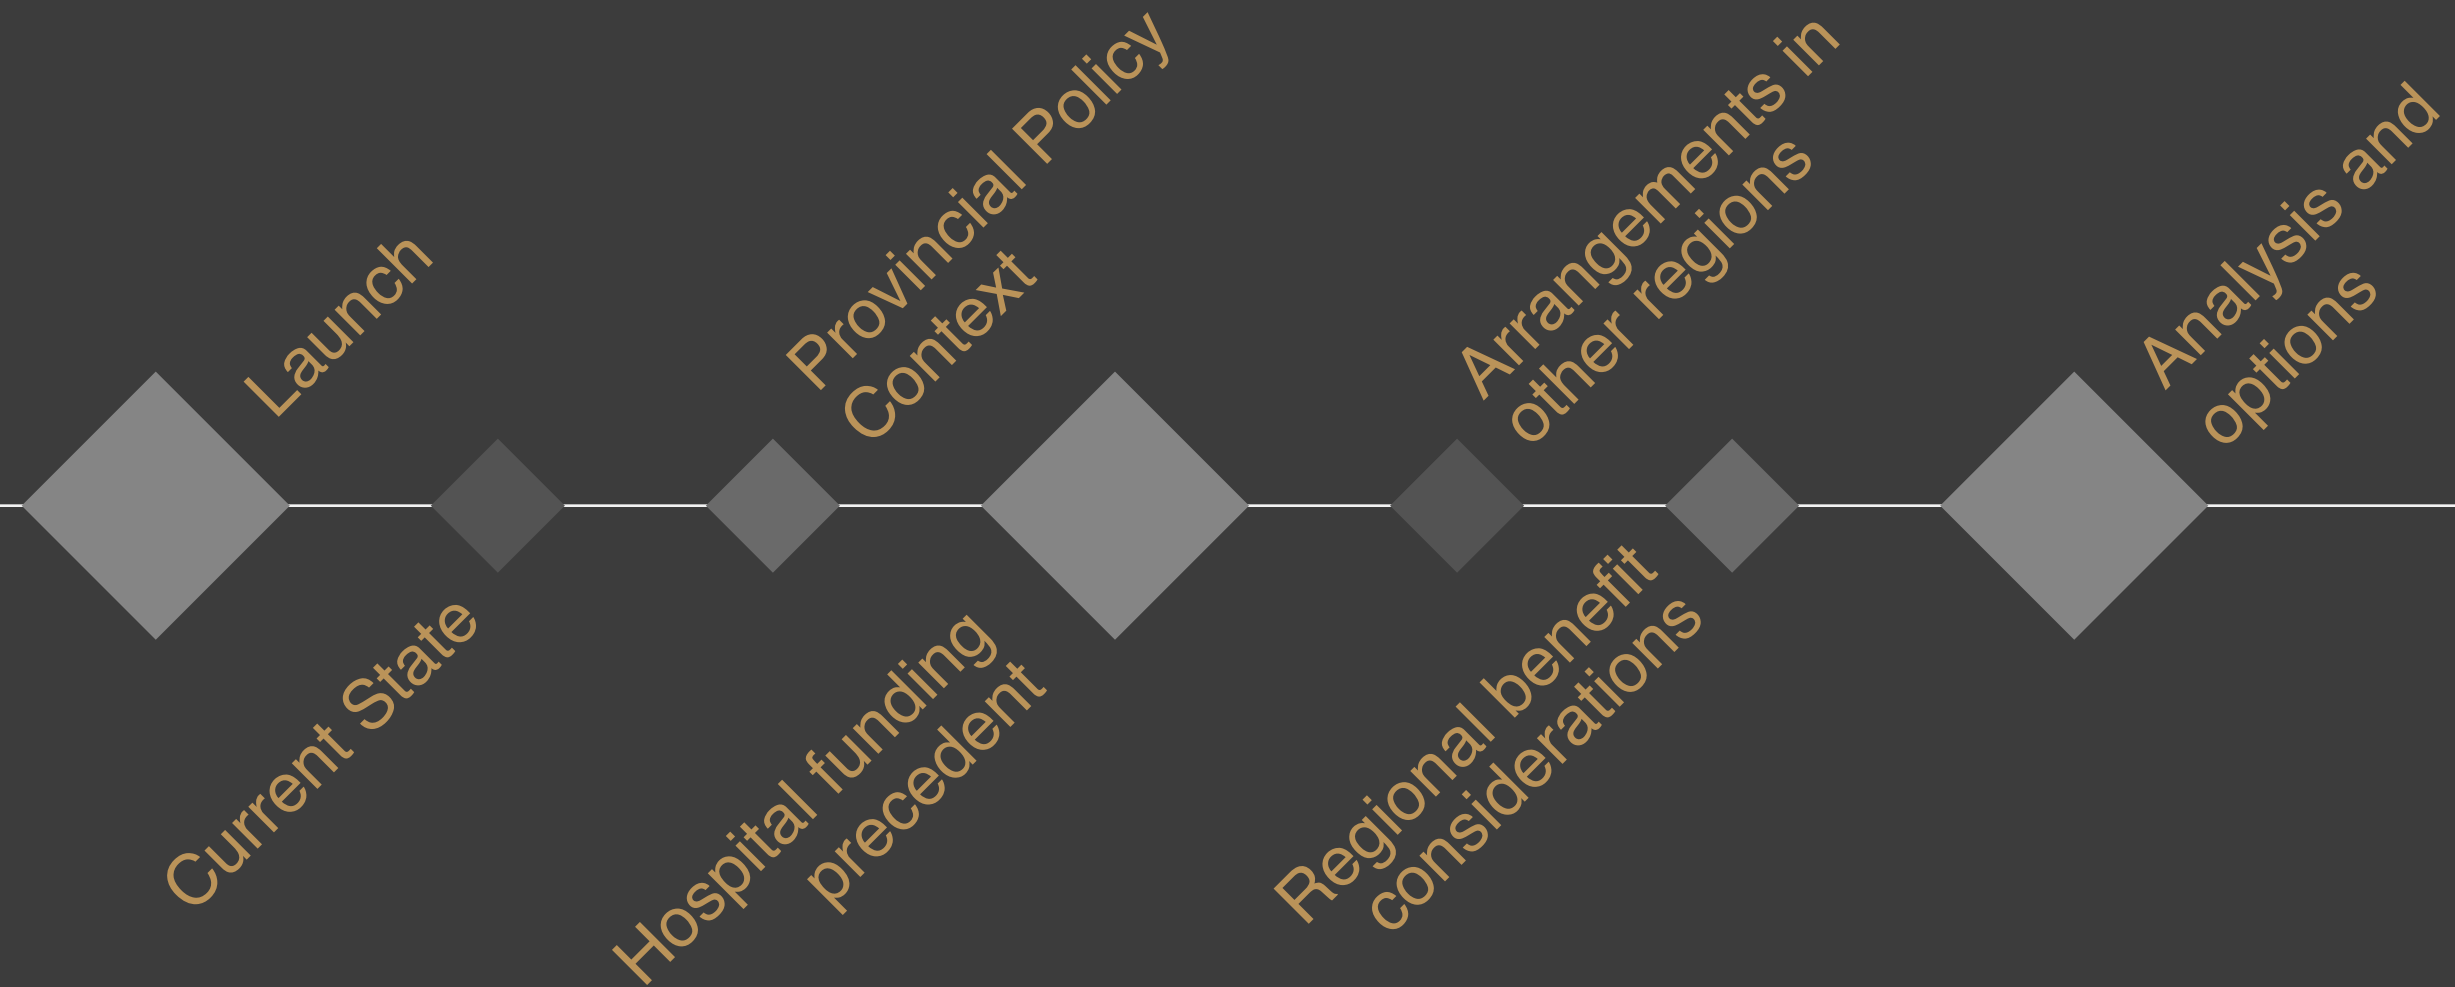 Launch
Current State
Provincial Policy
Context
Hospital funding
precedent
Arrangements in
other regions
Regional benefit
considerations
Analysis and
options